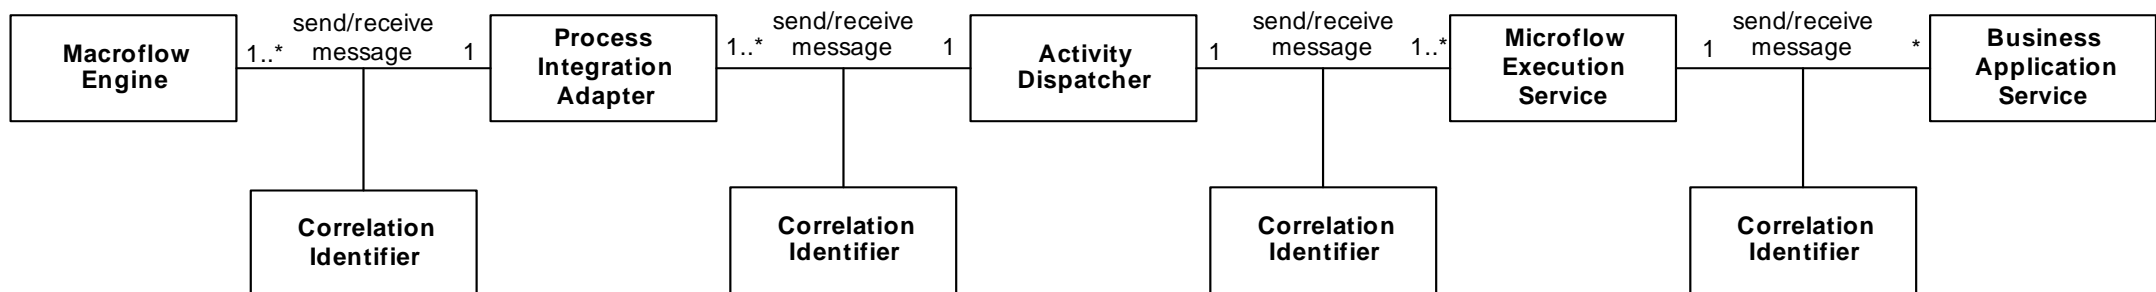 Macroflow
Engine
1..*
send/receive
message
1
Process
Integration
Adapter
1..*
send/receive
message
1
Activity
Dispatcher
1
send/receive
message
1..*
Microflow
Execution
Service
1
send/receive
message
*
Business
Application
Service
Correlation
Identifier
Correlation
Identifier
Correlation
Identifier
Correlation
Identifier